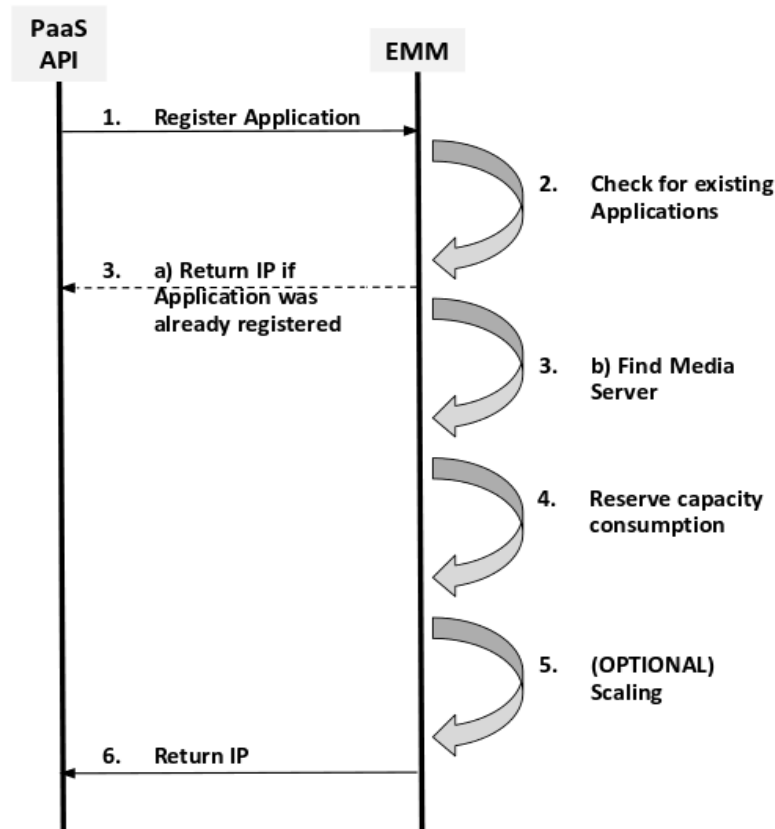 PaaS
API
EMM
1. Register Application
2. Check for existing
Applications
3. a) Return IP if
Application was
already registered
3. b) Find Media
Server
4. Reserve capacity
consumption
5. (OPTIONAL)
Scaling
6. Return IP